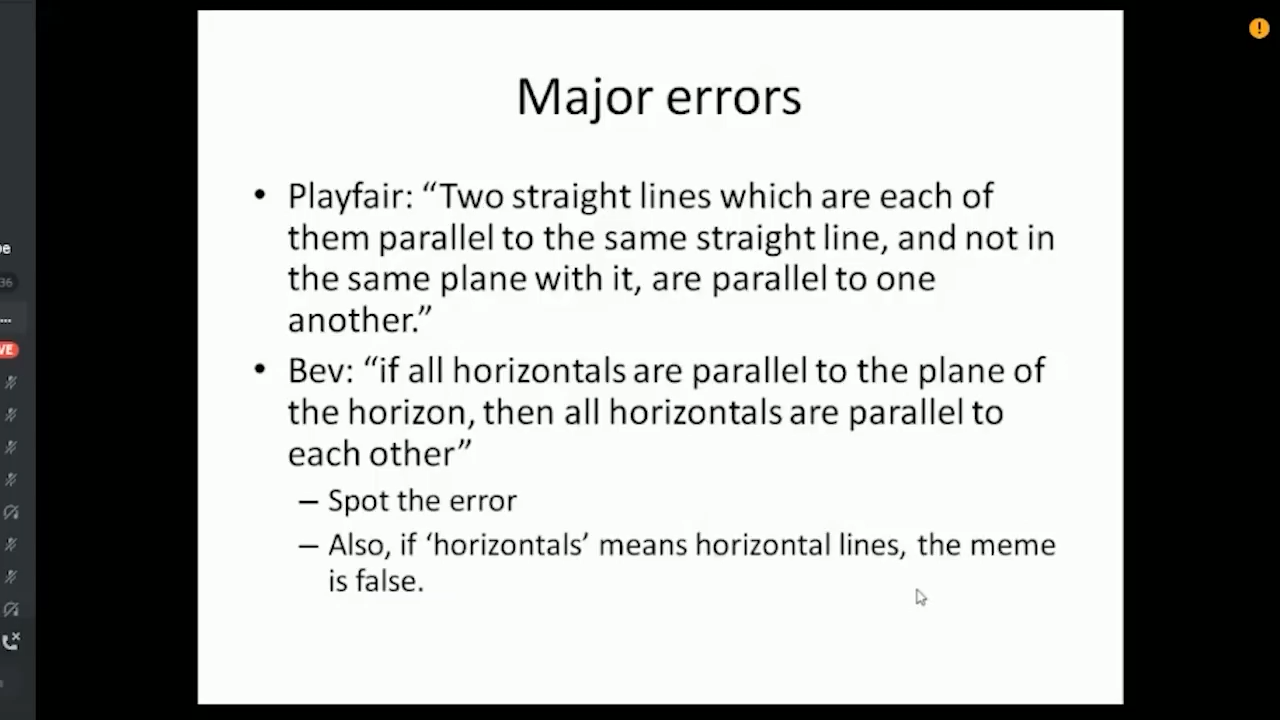 Major errors
• Playfair: “Two straight lines which are each of
them parallel to the same straight line, and not in
the same plane with it, are parallel to one
another.”
• Bev: “if all horizontals are parallel to the plane of
the horizon, then all horizontals are parallel to
each other”
– Spot the error
– Also, if ‘horizontals’ means horizontal lines, the meme
is false.
be
36
...
VE